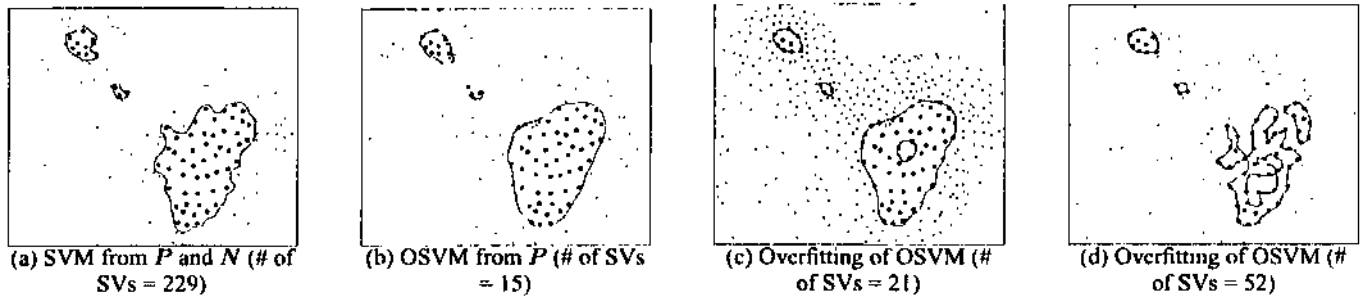 (a) SVM from P and N (# of
SVs = 229)
(b) OSVM from P (# of SVs
= 15)
(c) Overfitting of OSVM (#
of SVs = 21)
(d) Overfitting of OSVM (#
of SVs = 52)